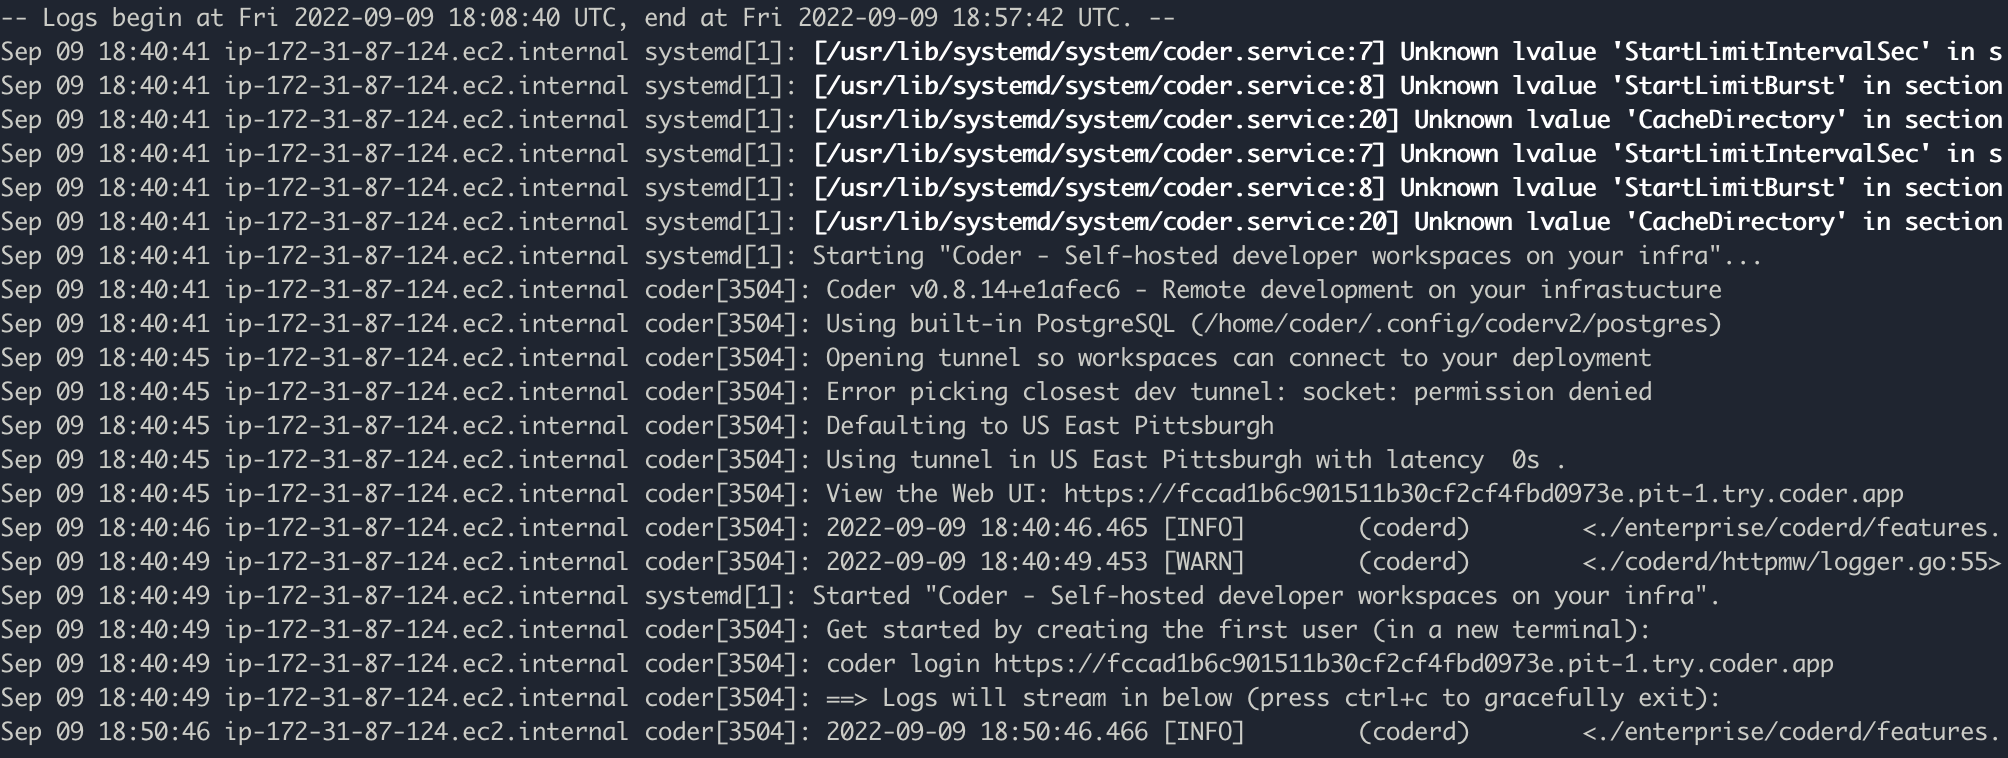 -- Logs begin at Fri 2022-09-09 18:08:40 UTC, end at Fri 2022-09-09 18:57:42 UTC. --
Sep 09 18:40:41 ip-172-31-87-124.ec2.internal systemd[1]: [/usr/lib/systemd/system/coder.service:7] Unknown lvalue 'StartLimitIntervalSec' in s
Sep 09 18:40:41 ip-172-31-87-124.ec2.internal systemd[1]: [/usr/lib/systemd/system/coder.service:8] Unknown lvalue 'StartLimitBurst' in section
Sep 09 18:40:41 ip-172-31-87-124.ec2.internal systemd[1]: [/usr/lib/systemd/system/coder.service:20] Unknown lvalue 'CacheDirectory' in section
Sep 09 18:40:41 ip-172-31-87-124.ec2.internal systemd[1]: [/usr/lib/systemd/system/coder.service:7] Unknown lvalue 'StartLimitIntervalSec' in s
Sep 09 18:40:41 ip-172-31-87-124.ec2.internal systemd[1]: [/usr/lib/systemd/system/coder.service:8] Unknown lvalue 'StartLimitBurst' in section
Sep 09 18:40:41 ip-172-31-87-124.ec2.internal systemd[1]: [/usr/lib/systemd/system/coder.service:20] Unknown lvalue 'CacheDirectory' in section
Sep 09 18:40:41 ip-172-31-87-124.ec2.internal systemd[1]: Starting "Coder - Self-hosted developer workspaces on your infra"...
Sep 09 18:40:41 ip-172-31-87-124.ec2.internal coder[3504]: Coder v0.8.14+e1afec6 - Remote development on your infrastucture
Sep 09 18:40:41 ip-172-31-87-124.ec2.internal coder[3504]: Using built-in PostgreSQL (/home/coder/.config/coderv2/postgres)
Sep 09 18:40:45 ip-172-31-87-124.ec2.internal coder[3504]: Opening tunnel so workspaces can connect to your deployment
Sep 09 18:40:45 ip-172-31-87-124.ec2.internal coder[3504]: Error picking closest dev tunnel: socket: permission denied
Sep 09 18:40:45 ip-172-31-87-124.ec2.internal coder[3504]: Defaulting to US East Pittsburgh
Sep 09 18:40:45 ip-172-31-87-124.ec2.internal coder[3504]: Using tunnel in US East Pittsburgh with latency  0s .
Sep 09 18:40:45 ip-172-31-87-124.ec2.internal coder[3504]: View the Web UI: https://fccad1b6c901511b30cf2cf4fbd0973e.pit-1.try.coder.app
Sep 09 18:40:46 ip-172-31-87-124.ec2.internal coder[3504]: 2022-09-09 18:40:46.465 [INFO]        (coderd)        <./enterprise/coderd/features.
Sep 09 18:40:49 ip-172-31-87-124.ec2.internal coder[3504]: 2022-09-09 18:40:49.453 [WARN]        (coderd)        <./coderd/httpmw/logger.go:55>
Sep 09 18:40:49 ip-172-31-87-124.ec2.internal systemd[1]: Started "Coder - Self-hosted developer workspaces on your infra".
Sep 09 18:40:49 ip-172-31-87-124.ec2.internal coder[3504]: Get started by creating the first user (in a new terminal):
Sep 09 18:40:49 ip-172-31-87-124.ec2.internal coder[3504]: coder login https://fccad1b6c901511b30cf2cf4fbd0973e.pit-1.try.coder.app
Sep 09 18:40:49 ip-172-31-87-124.ec2.internal coder[3504]: ==> Logs will stream in below (press ctrl+c to gracefully exit):
Sep 09 18:50:46 ip-172-31-87-124.ec2.internal coder[3504]: 2022-09-09 18:50:46.466 [INFO]        (coderd)        <./enterprise/coderd/features.